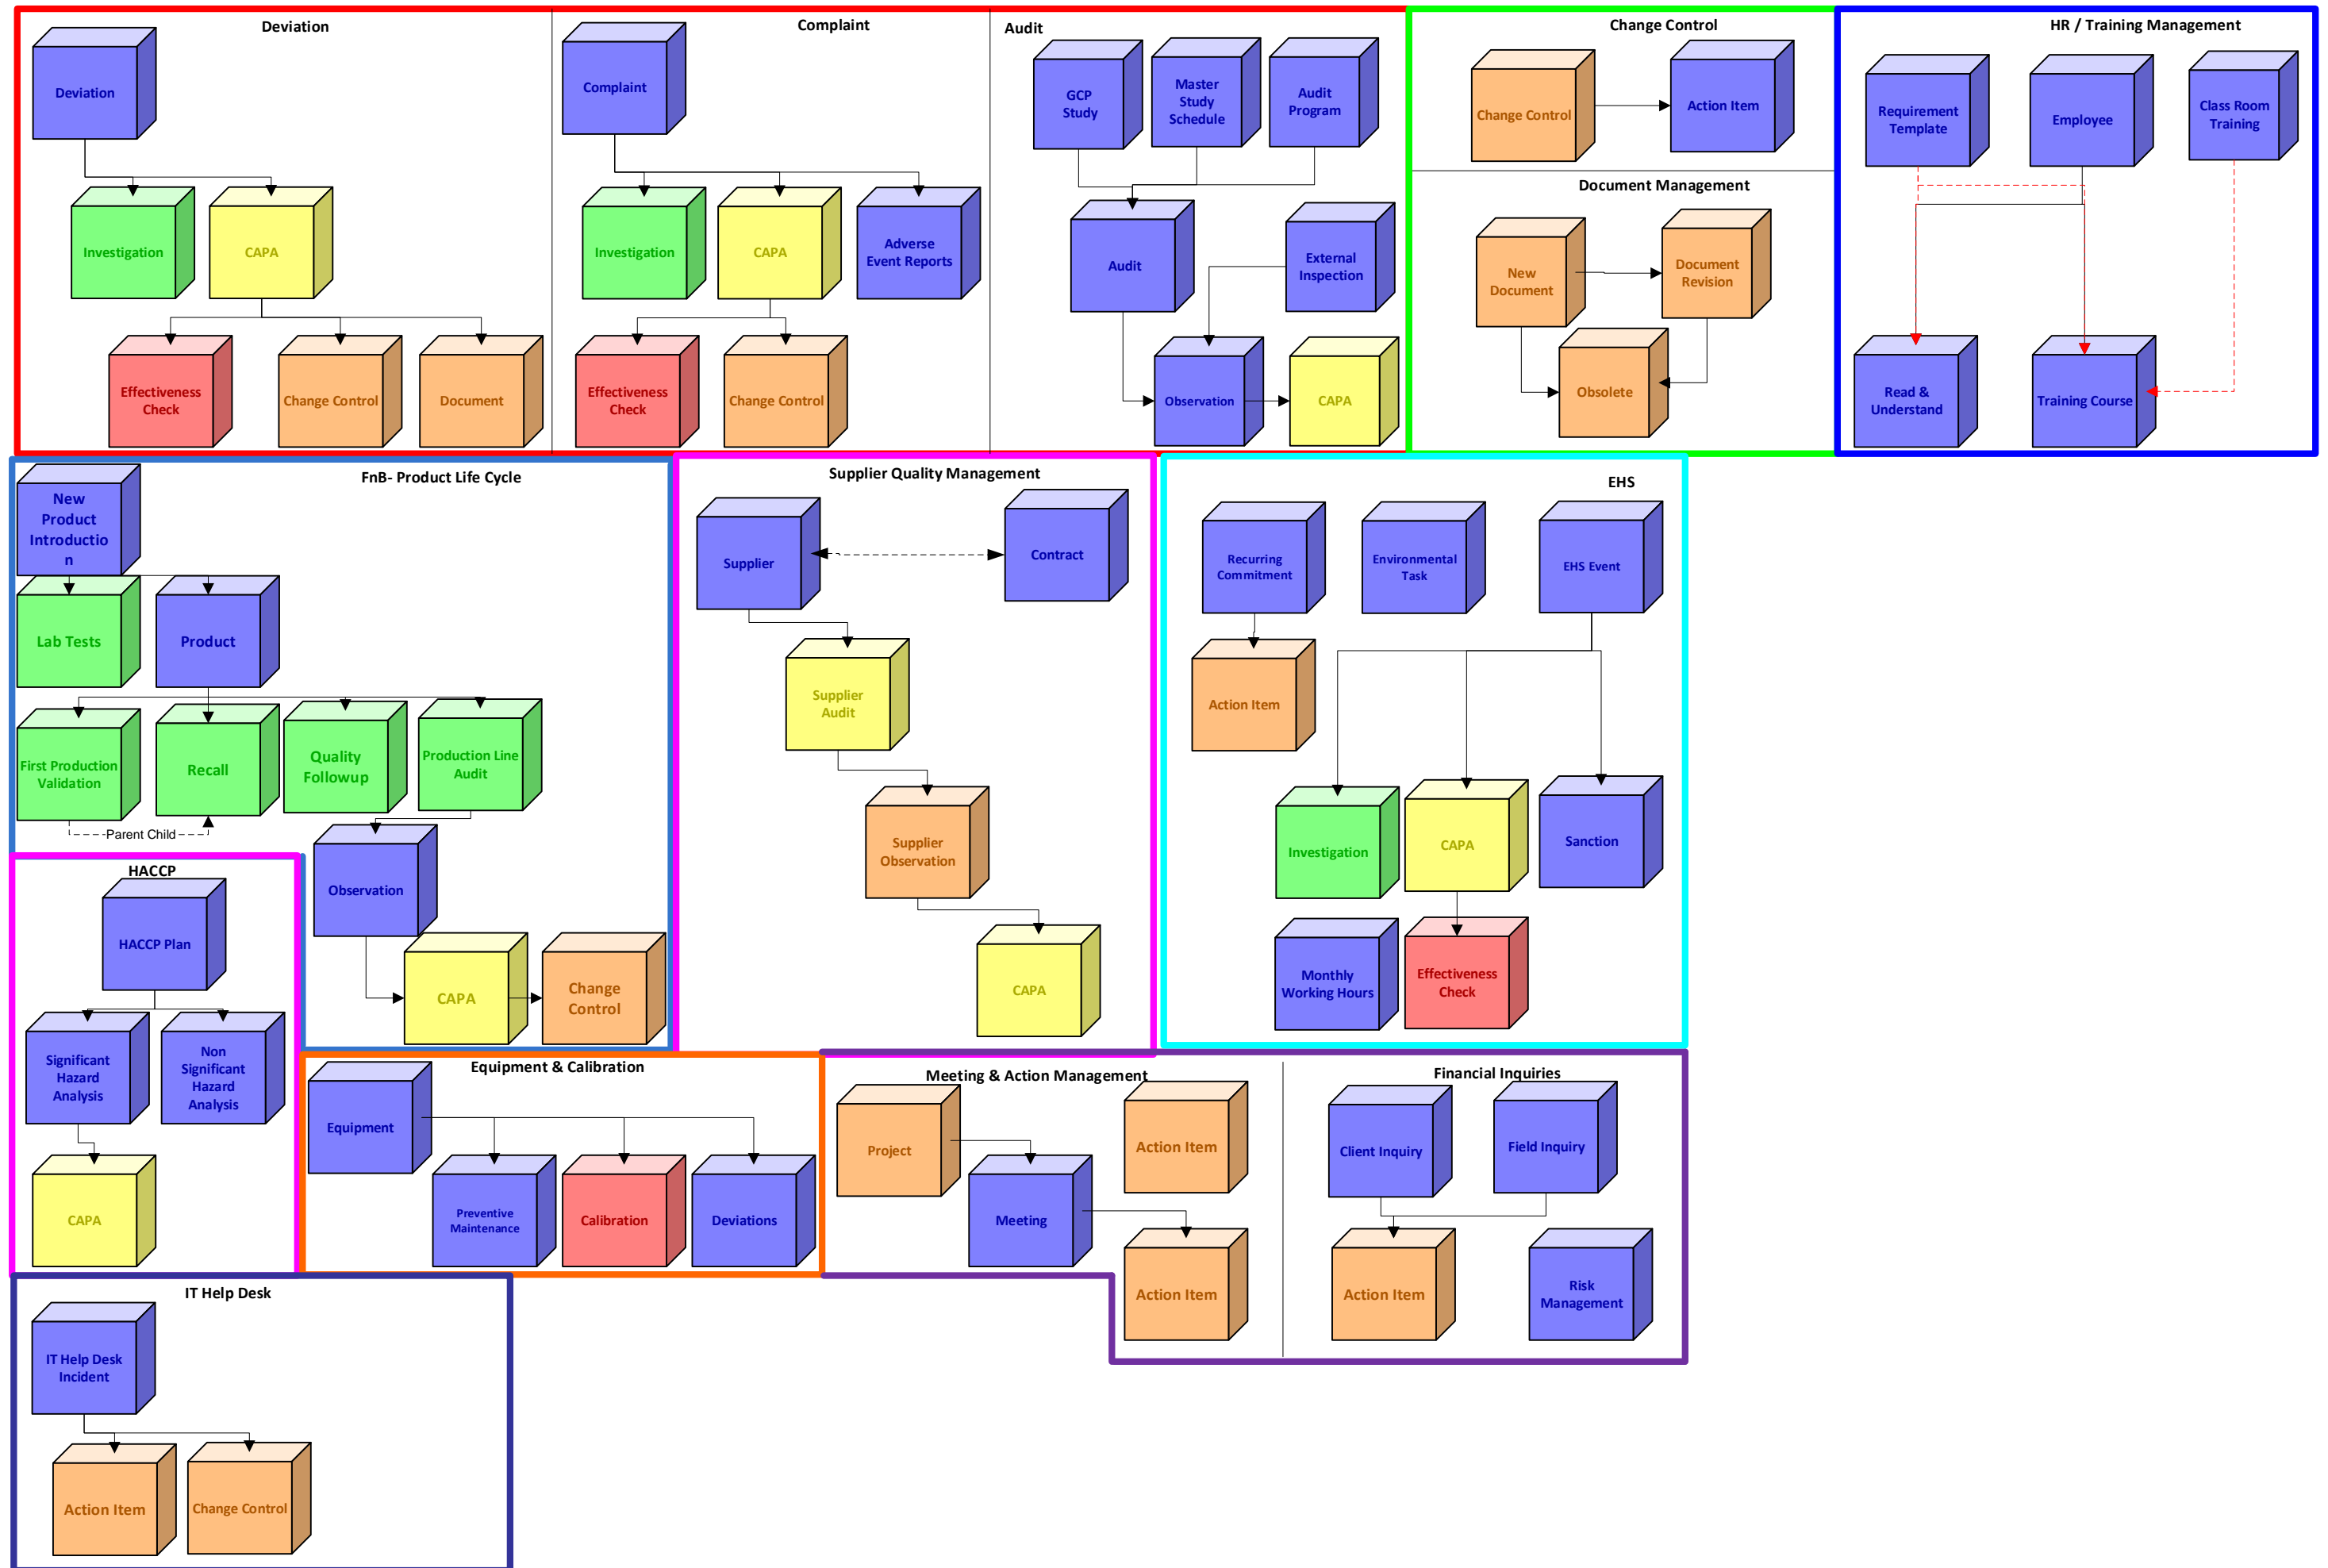 Deviation
Deviation
Investigation
CAPA
Effectiveness
Check
Change Control
Document
Complaint
Complaint
Investigation
CAPA
Adverse
Event Reports
Effectiveness
Check
Change Control
Audit
GCP
Study
Master
Study
Schedule
Audit
Program
Audit
External
Inspection
Observation
CAPA
Change Control
Change Control
Action Item
Document Management
New
Document
Document
Revision
Obsolete
HR / Training Management
Requirement
Template
Employee
Class Room
Training
Read &
Understand
Training Course
FnB- Product Life Cycle
New
Product
Introductio
n
Lab Tests
Product
First Production
Validation
Recall
Quality
Followup
Production Line
Audit
Parent Child
Observation
CAPA
Change
Control
Supplier Quality Management
Supplier
Contract
Supplier
Audit
Supplier
Observation
CAPA
EHS
Recurring
Commitment
Environmental
Task
EHS Event
Action Item
Investigation
CAPA
Sanction
Monthly
Working Hours
Effectiveness
Check
HACCP
HACCP Plan
Significant
Hazard
Analysis
Non
Significant
Hazard
Analysis
CAPA
Equipment & Calibration
Equipment
Preventive
Maintenance
Calibration
Deviations
Meeting & Action Management
Project
Action Item
Meeting
Action Item
Financial Inquiries
Client Inquiry
Field Inquiry
Action Item
Risk
Management
IT Help Desk
IT Help Desk
Incident
Action Item
Change Control